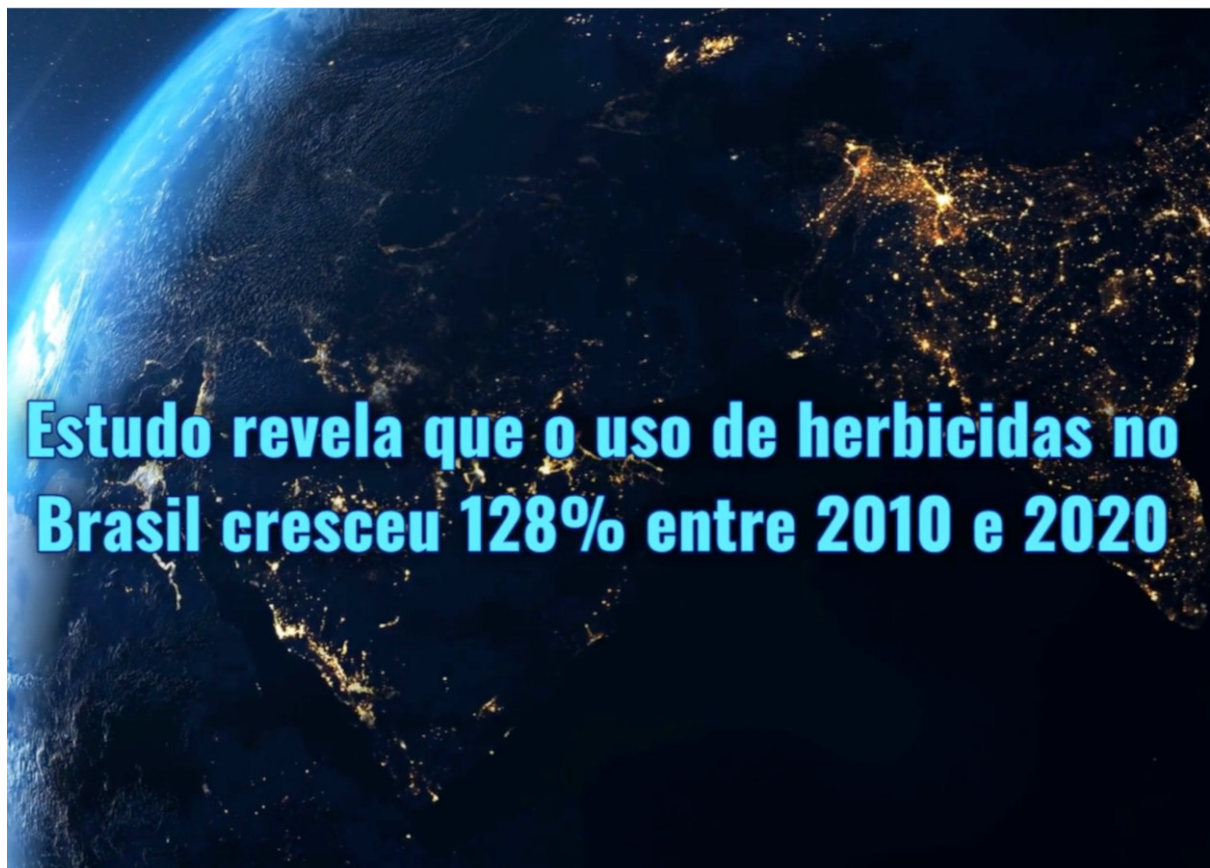 Estudo revela que o uso de herbicidas no
Brasil cresceu 128% entre 2010 e 2020